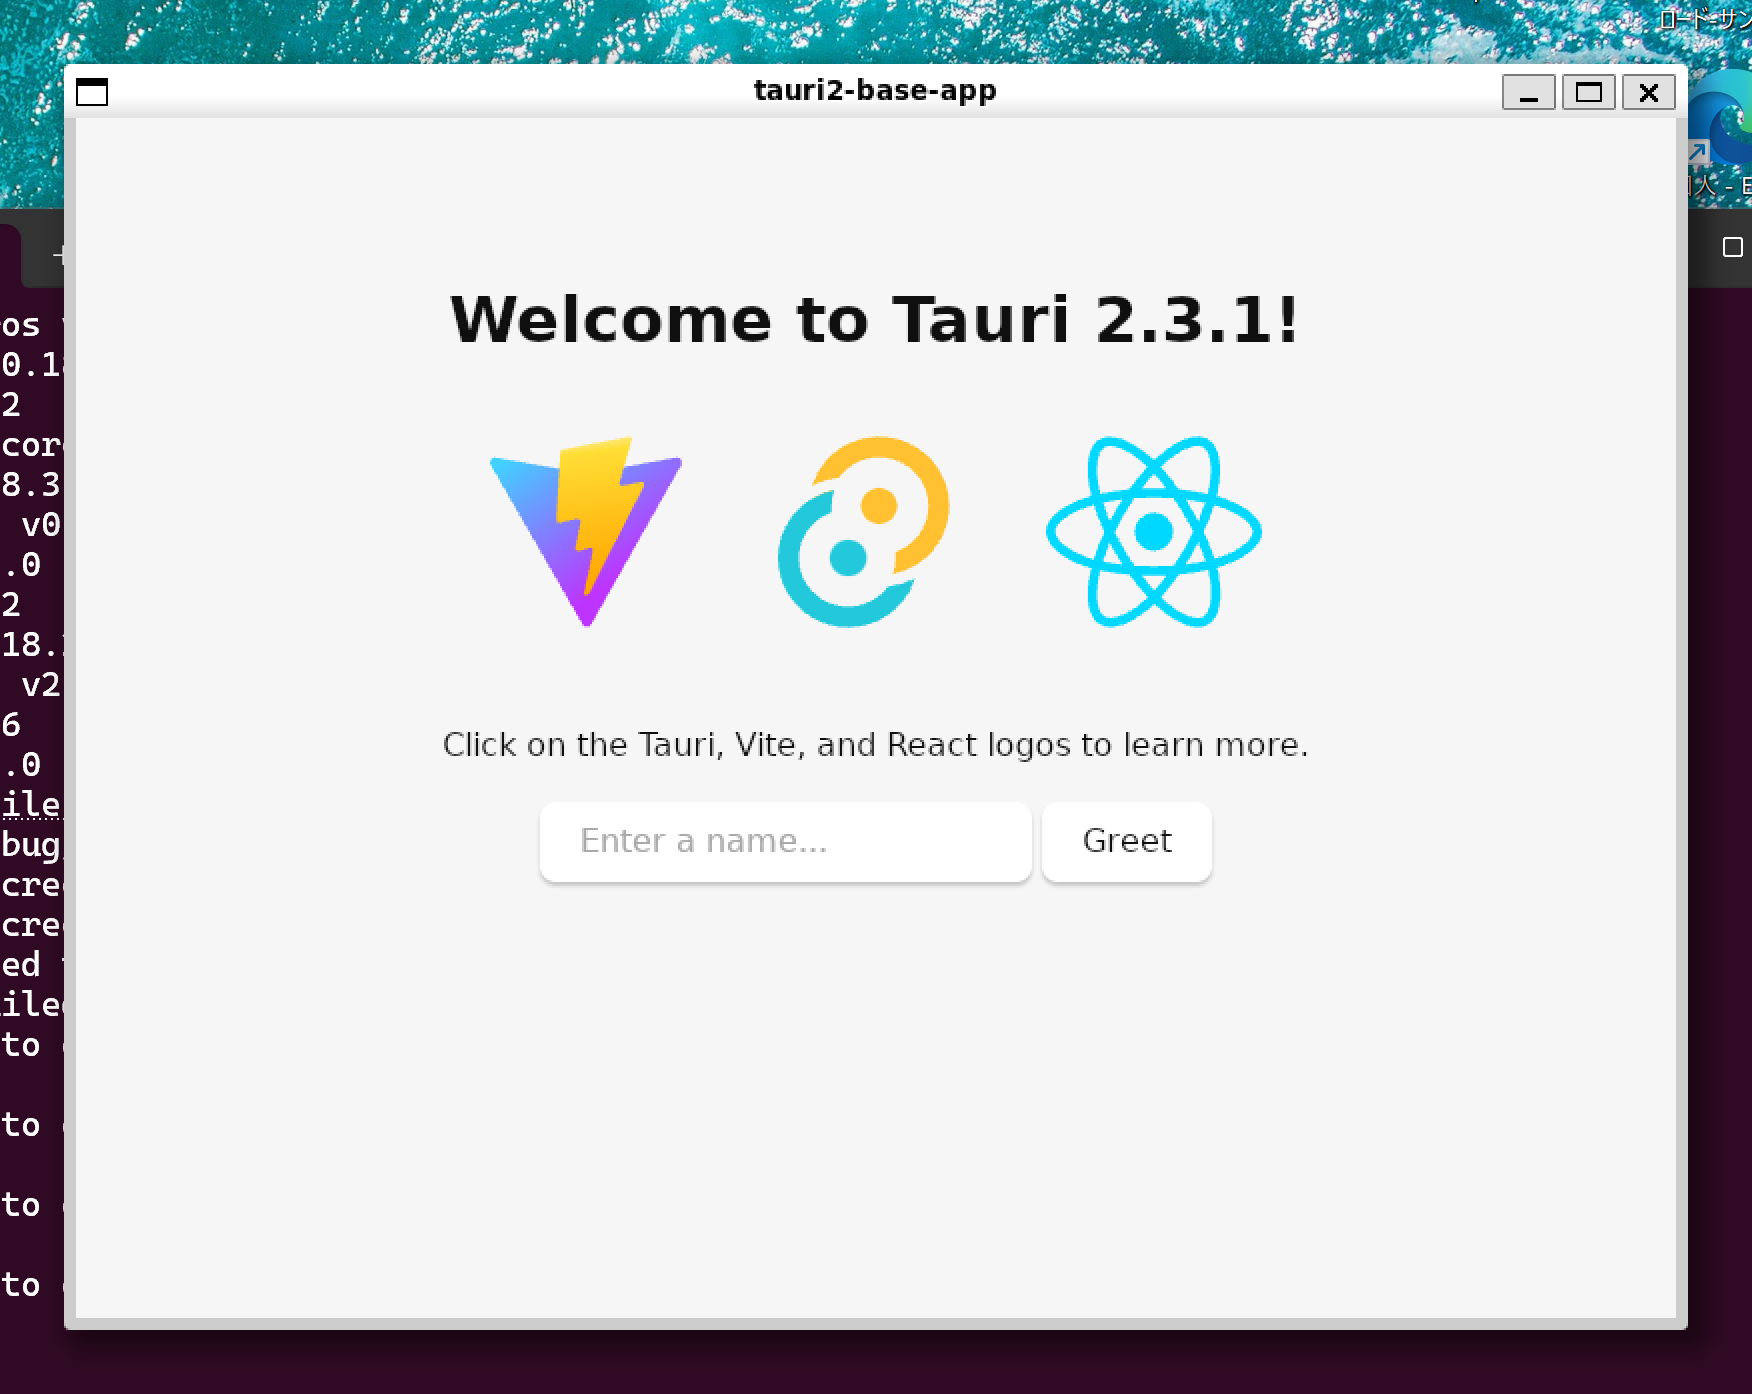 ロード-サン
tauri2-base-app
人 - E
os
0.18
2
core
8.3
v0
.0
2
18.
v2
6
.0
ile
bug
cre
cre
ed
ile
to
to
to
to
Welcome to Tauri 2.3.1!
Click on the Tauri, Vite, and React logos to learn more.
Enter a name...
Greet